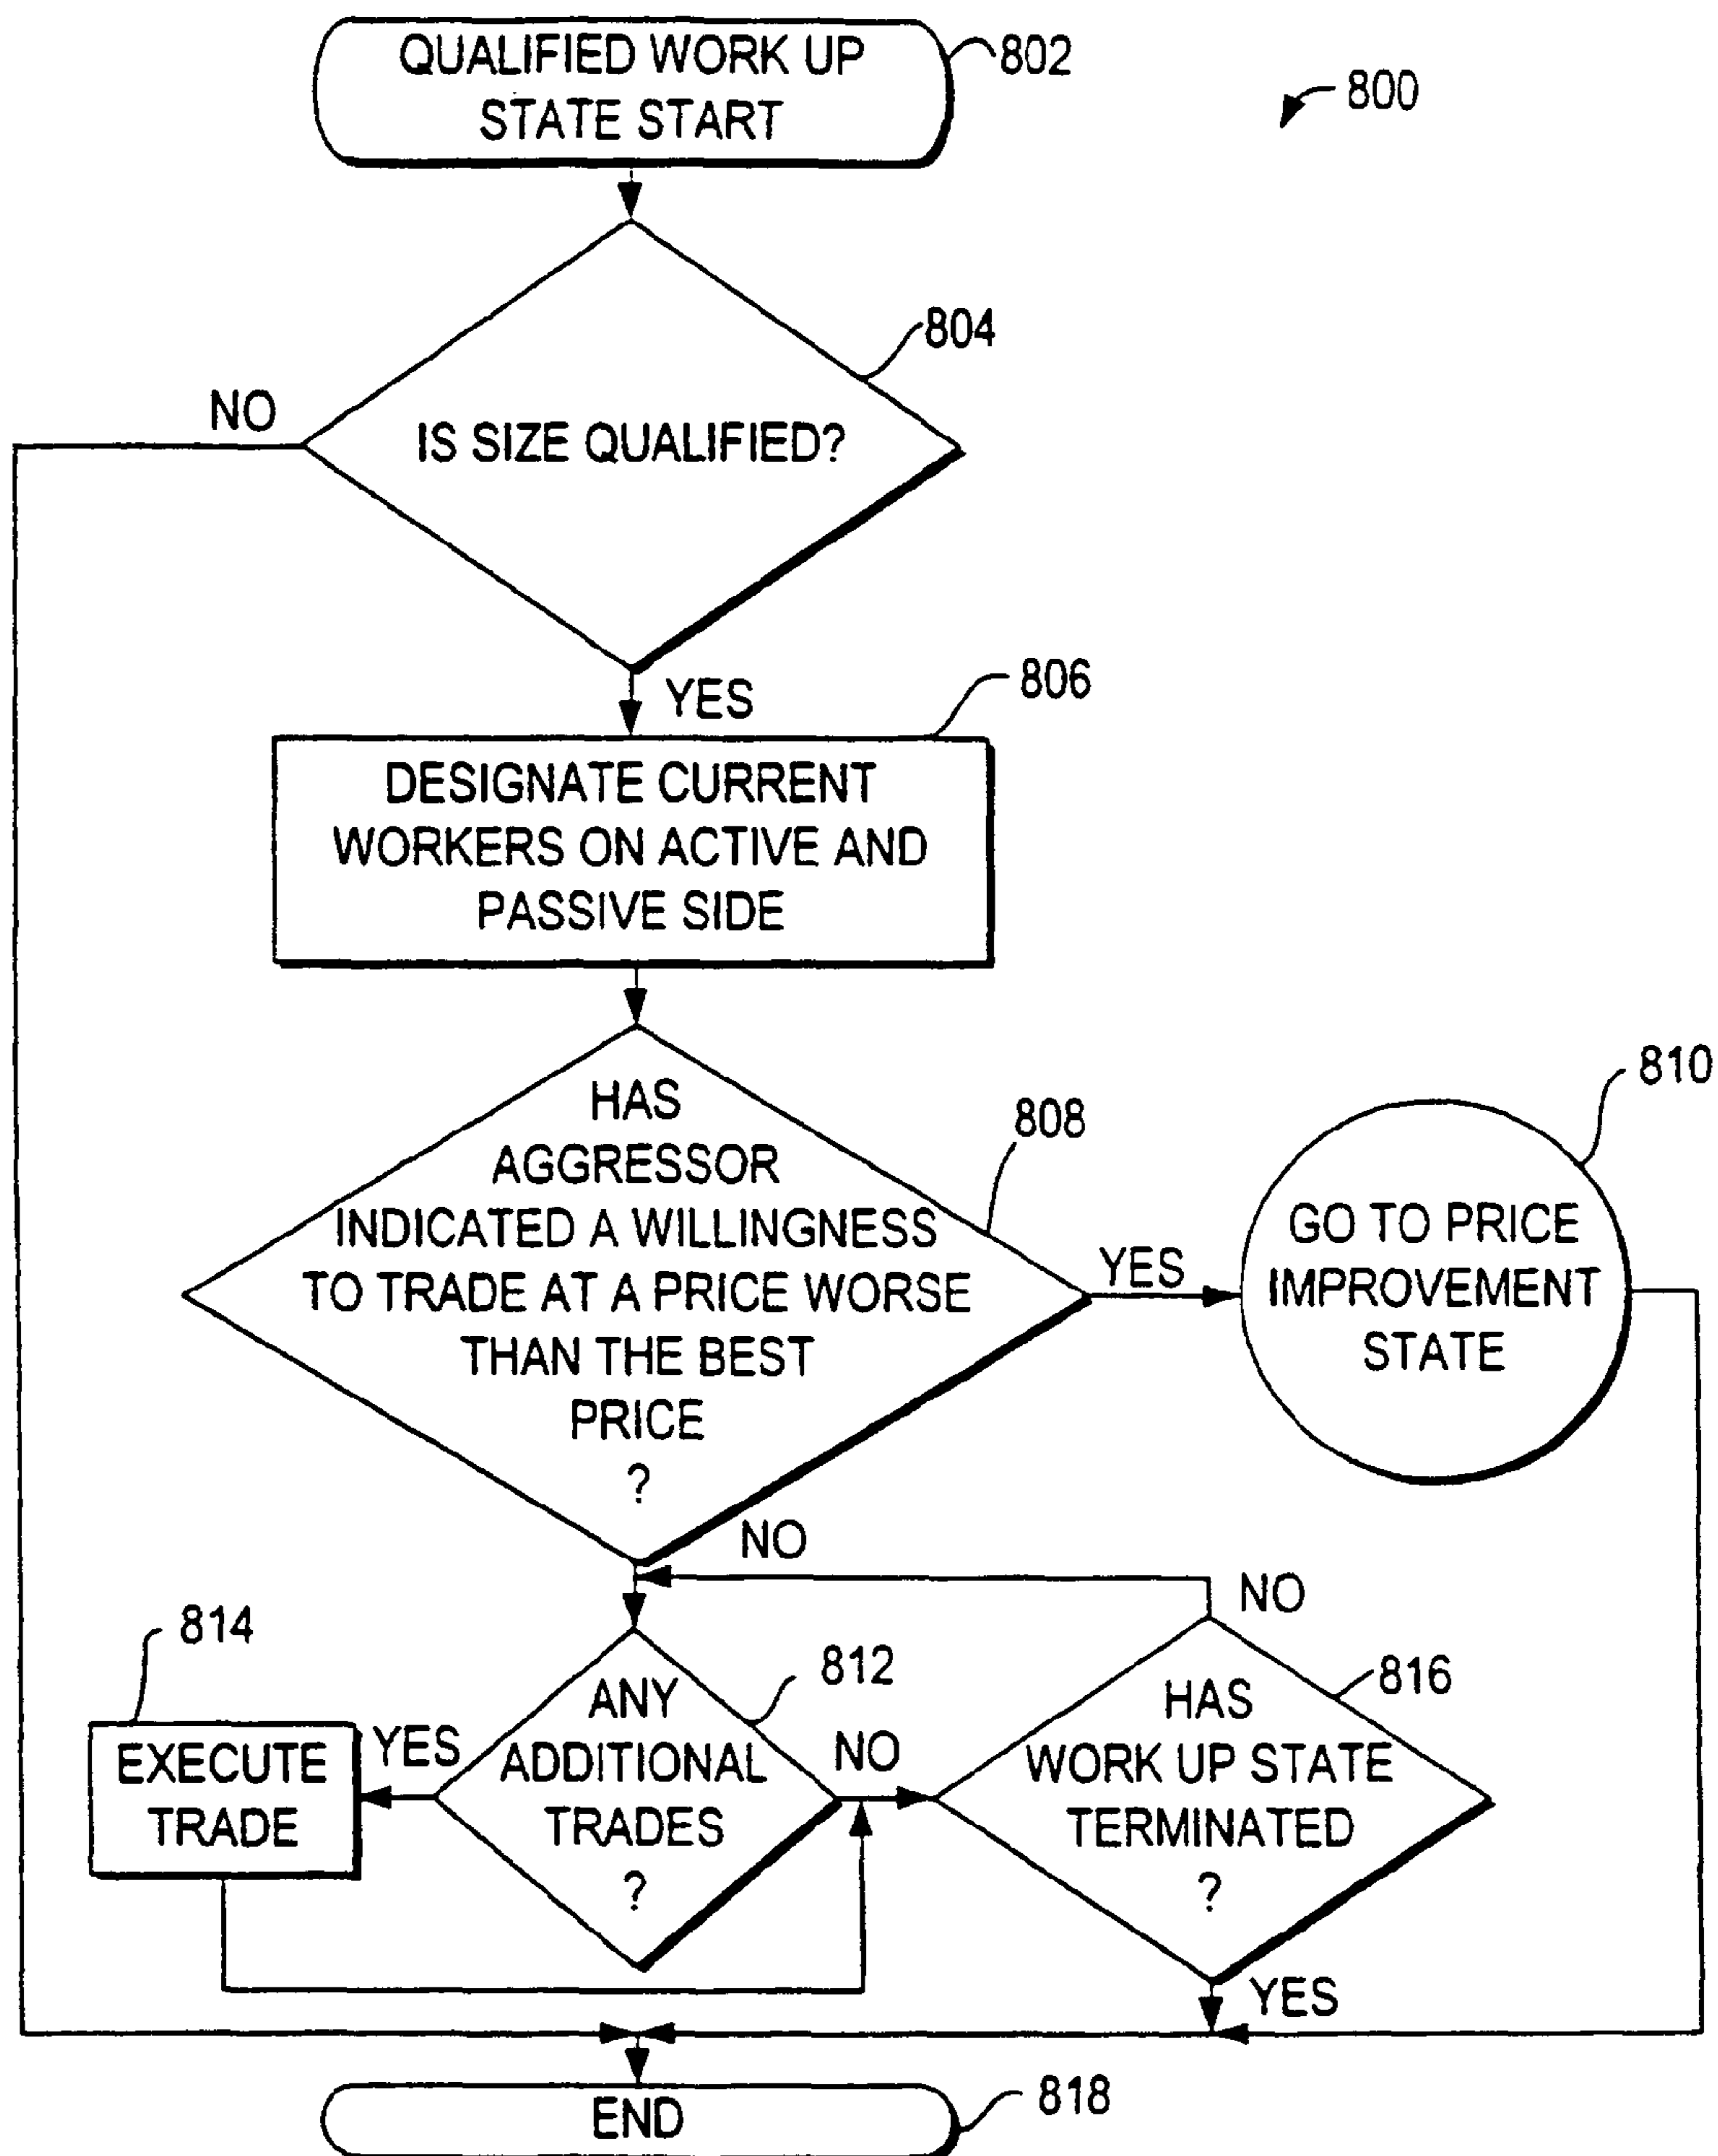 QUALIFIED WORK UP
STATE START
802
800
804
NO
IS SIZE QUALIFIED?
YES
806
DESIGNATE CURRENT
WORKERS ON ACTIVE AND
PASSIVE SIDE
808
810
HAS
AGGRESSOR
INDICATED A WILLINGNESS
TO TRADE AT A PRICE WORSE
THAN THE BEST
PRICE
?
YES
GO TO PRICE
IMPROVEMENT
STATE
NO
NO
814
812
816
EXECUTE
TRADE
YES
ANY
ADDITIONAL
TRADES
?
NO
HAS
WORK UP STATE
TERMINATED
?
YES
END
818